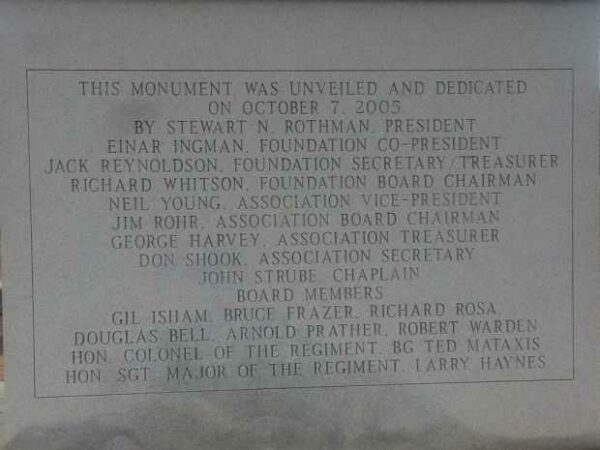 THIS MONUMENT WAS UNVEILED AND DEDICATED
ON OCTOBER 7, 2005
BY STEWART N. ROTHMAN, PRESIDENT
EINAR INGMAN, FOUNDATION CO-PRESIDENT
JACK REYNOLDSON, FOUNDATION SECRETARY/TREASURER
RICHARD WHITSON, FOUNDATION BOARD CHAIRMAN
NEIL YOUNG, ASSOCIATION VICE-PRESIDENT
JIM ROHR, ASSOCIATION BOARD CHAIRMAN
GEORGE HARVEY, ASSOCIATION TREASURER
DON SHOOK, ASSOCIATION SECRETARY
JOHN STRUBE, CHAPLAIN
BOARD MEMBERS
GIL ISHAM, BRUCE FRAZER, RICHARD ROSA,
DOUGLAS BELL, ARNOLD PRATHER, ROBERT WARDEN
HON. COLONEL OF THE REGIMENT, BG TED MATAXIS
HON. SGT. MAJOR OF THE REGIMENT, LARRY HAYNES